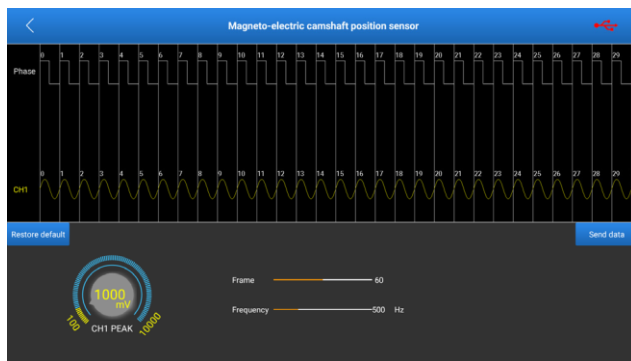 Magneto-electric camshaft position sensor
0 1 2 3 4 5 6 7 8 9 10 11 12 13 14 15 16 17 18 19 20 21 22 23 24 25 26 27 28 29
Phase
0 1 2 3 4 5 6 7 8 9 10 11 12 13 14 15 16 17 18 19 20 21 22 23 24 25 26 27 28 29
CH1
Restore default Send data
Frame 60
1000
mV
Frequency 500 Hz
100 CH1 PEAK 10000